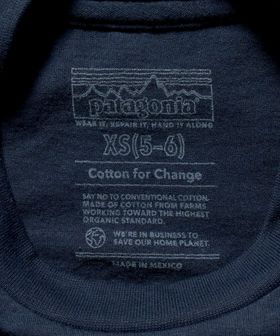 patagonia
WEAR IT, REPAIR IT, HAND IT ALONG
XS(5-6)
Cotton for Change
SAY NO TO CONVENTIONAL COTTON.
MADE OF COTTON FROM FARMS
WORKING TOWARD THE HIGHEST
ORGANIC STANDARD.
WE'RE IN BUSINESS TO
SAVE OUR HOME PLANET.
MADE IN MEXICO